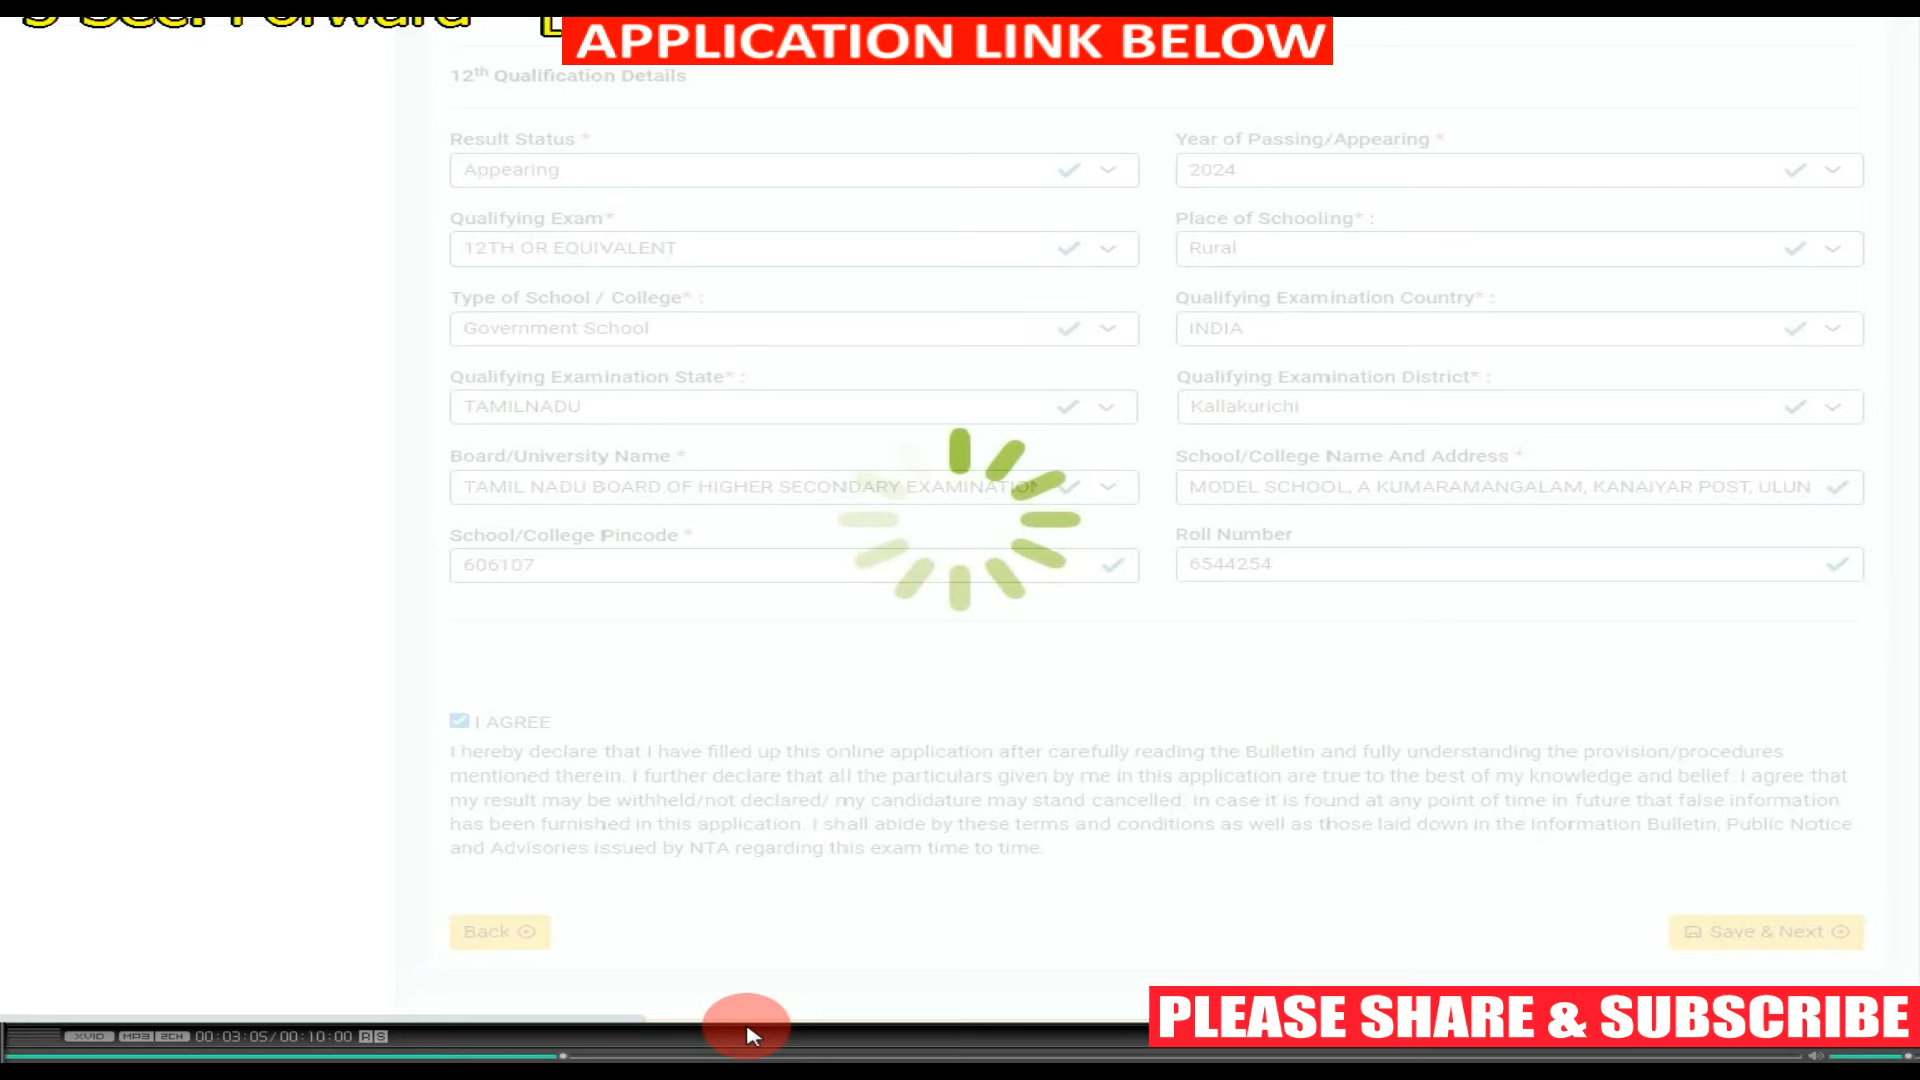 5 Sec. Forward
APPLICATION LINK BELOW
12th Qualification Details
Result Status * Year of Passing/Appearing *
Appearing 2024
Qualifying Exam* Place of Schooling* :
12TH OR EQUIVALENT Rural
Type of School / College* : Qualifying Examination Country* :
Government School INDIA
Qualifying Examination State* : Qualifying Examination District* :
TAMILNADU Kallakurichi
Board/University Name * School/College Name And Address *
TAMIL NADU BOARD OF HIGHER SECONDARY EXAMINATION MODEL SCHOOL, A KUMARAMANGALAM, KANAIYAR POST, ULUN
School/College Pincode * Roll Number
606107 6544254
I AGREE
I hereby declare that I have filled up this online application after carefully reading the Bulletin and fully understanding the provision/procedures
mentioned therein. I further declare that all the particulars given by me in this application are true to the best of my knowledge and belief. I agree that
my result may be withheld/not declared/ my candidature may stand cancelled. In case it is found at any point of time in future that false information
has been furnished in this application. I shall abide by these terms and conditions as well as those laid down in the Information Bulletin, Public Notice
and Advisories issued by NTA regarding this exam time to time.
Back Save & Next
PLEASE SHARE & SUBSCRIBE
XVID MP3 2CH 00:03:05/00:10:00 R S